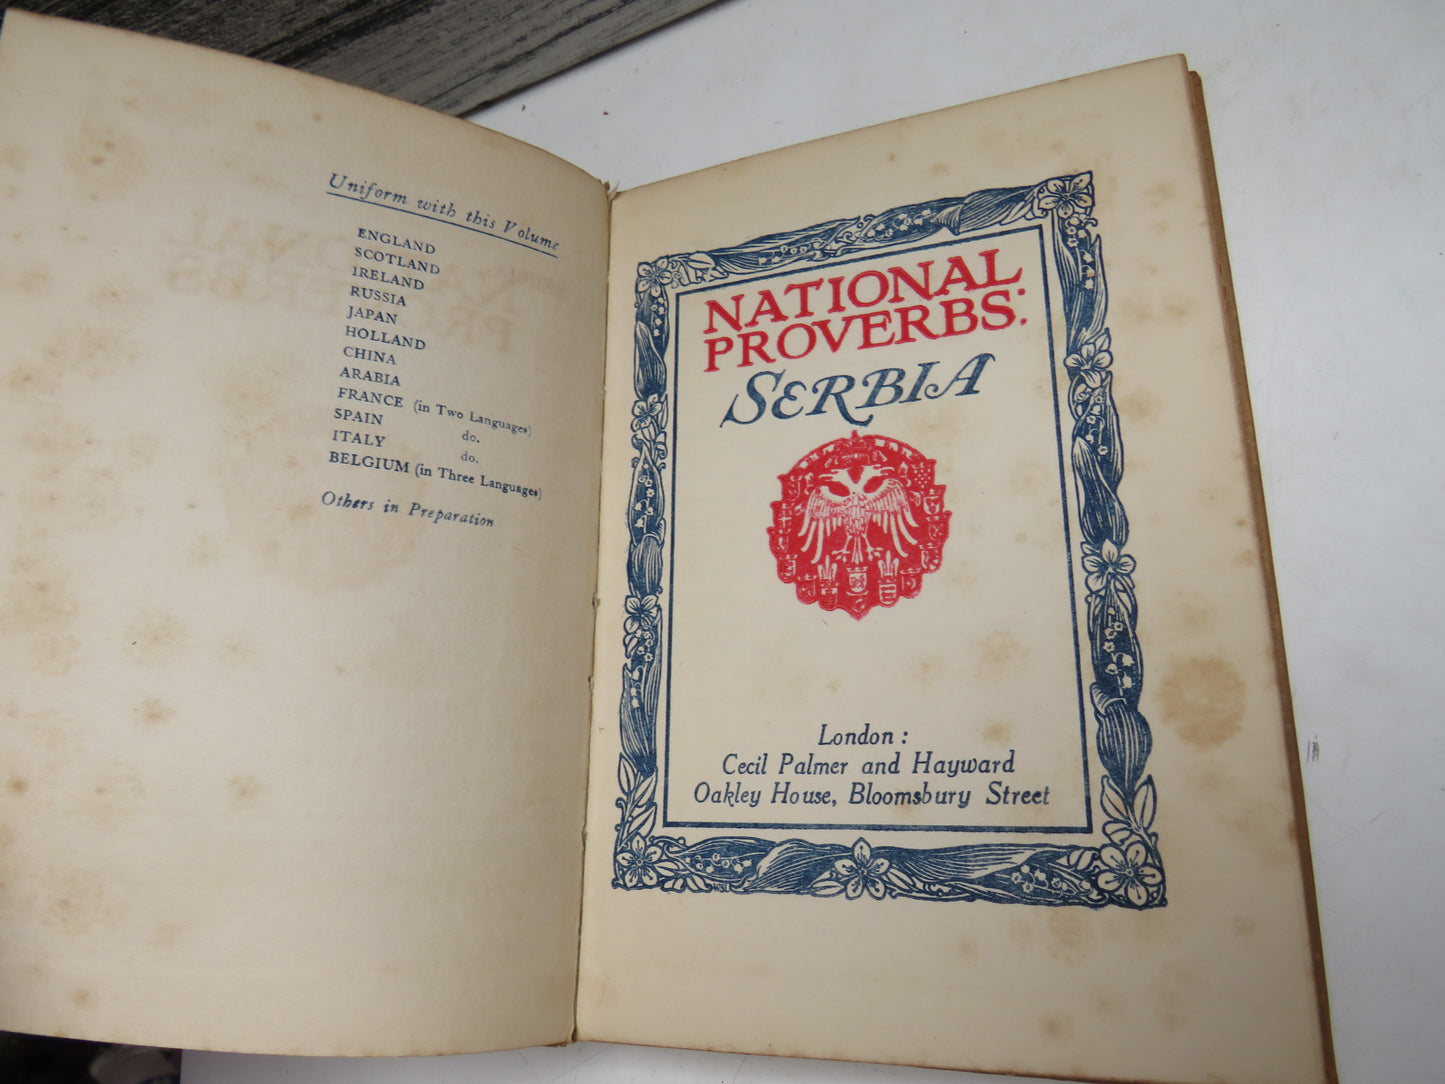 Uniform with this Volume
ENGLAND
SCOTLAND
IRELAND
RUSSIA
JAPAN
HOLLAND
CHINA
ARABIA
FRANCE (in Two Languages)
SPAIN do.
ITALY do.
BELGIUM (in Three Languages)
Others in Preparation
NATIONAL
PROVERBS:
SERBIA
London :
Cecil Palmer and Hayward
Oakley House, Bloomsbury Street